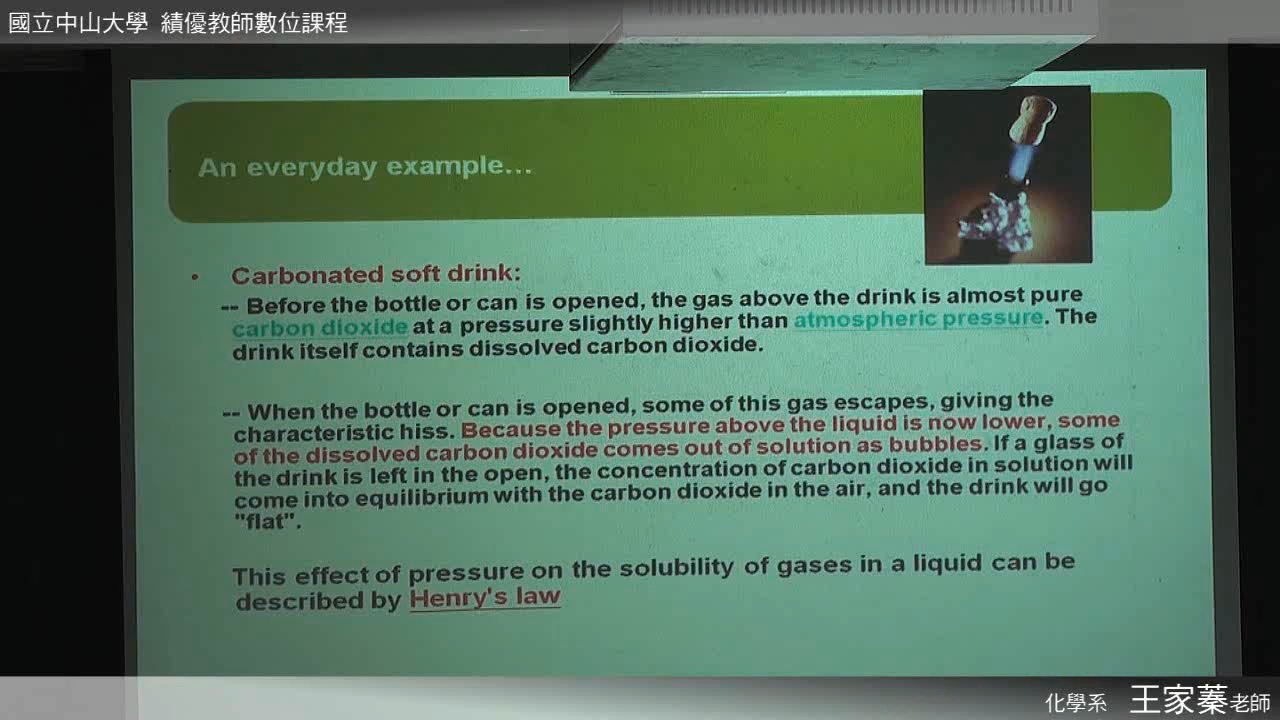 國立中山大學 績優教師數位課程
An everyday example...
• Carbonated soft drink:
-- Before the bottle or can is opened, the gas above the drink is almost pure
carbon dioxide at a pressure slightly higher than atmospheric pressure. The
drink itself contains dissolved carbon dioxide.
-- When the bottle or can is opened, some of this gas escapes, giving the
characteristic hiss. Because the pressure above the liquid is now lower, some
of the dissolved carbon dioxide comes out of solution as bubbles. If a glass of
the drink is left in the open, the concentration of carbon dioxide in solution will
come into equilibrium with the carbon dioxide in the air, and the drink will go
"flat".
This effect of pressure on the solubility of gases in a liquid can be
described by Henry's law
化學系 王家蓁老師